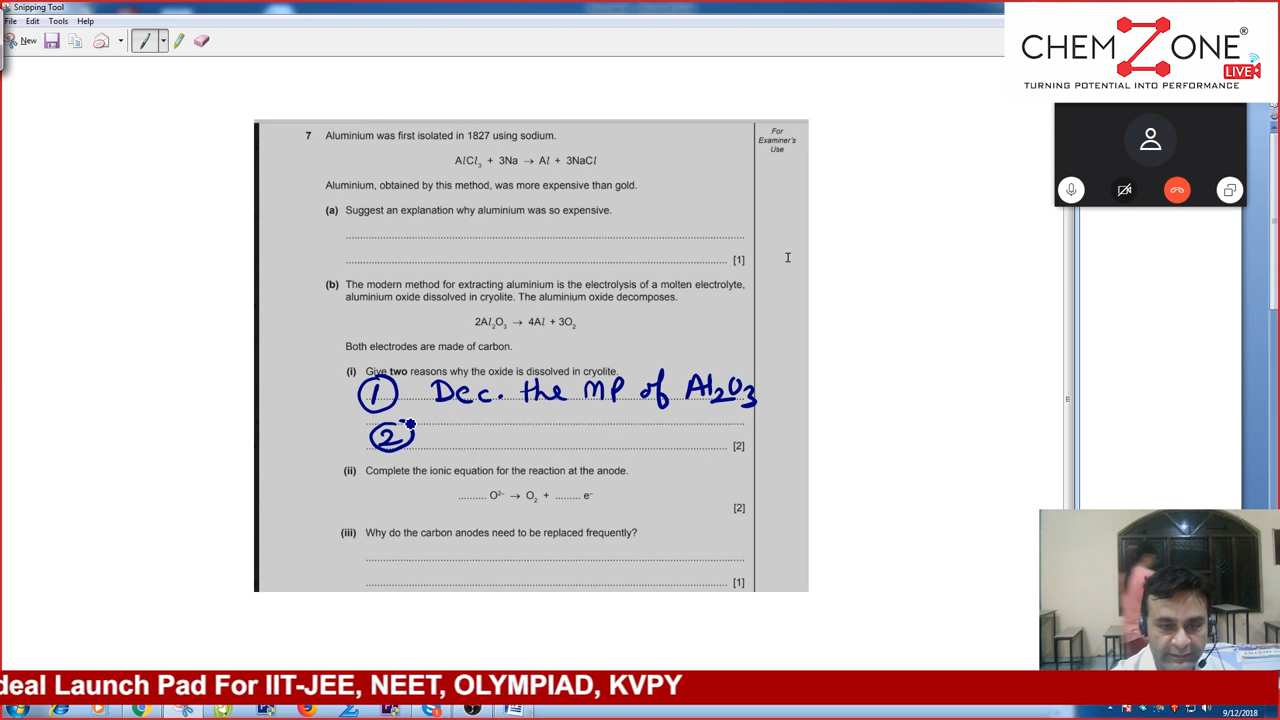 Snipping Tool
File Edit Tools Help
New
CHEMZONE®
LIVE
TURNING POTENTIAL INTO PERFORMANCE
For
Examiner's
Use
7 Aluminium was first isolated in 1827 using sodium.
AlCl₃ + 3Na → Al + 3NaCl
Aluminium, obtained by this method, was more expensive than gold.
(a) Suggest an explanation why aluminium was so expensive.
[1]
(b) The modern method for extracting aluminium is the electrolysis of a molten electrolyte,
aluminium oxide dissolved in cryolite. The aluminium oxide decomposes.
2Al₂O₃ → 4Al + 3O₂
Both electrodes are made of carbon.
(i) Give two reasons why the oxide is dissolved in cryolite.
① Dec. the MP of Al₂O₃
②
[2]
(ii) Complete the ionic equation for the reaction at the anode.
.......... O²⁻ → O₂ + ......... e⁻
[2]
(iii) Why do the carbon anodes need to be replaced frequently?
[1]
deal Launch Pad For IIT-JEE, NEET, OLYMPIAD, KVPY
9/12/2018